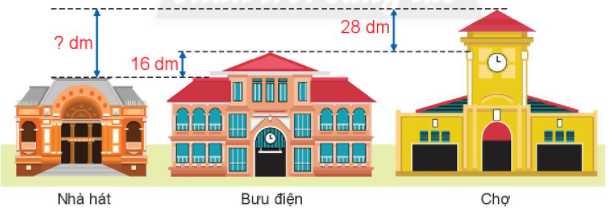 28 dm
? dm
16 dm
Nhà hát
Bưu điện
Chợ